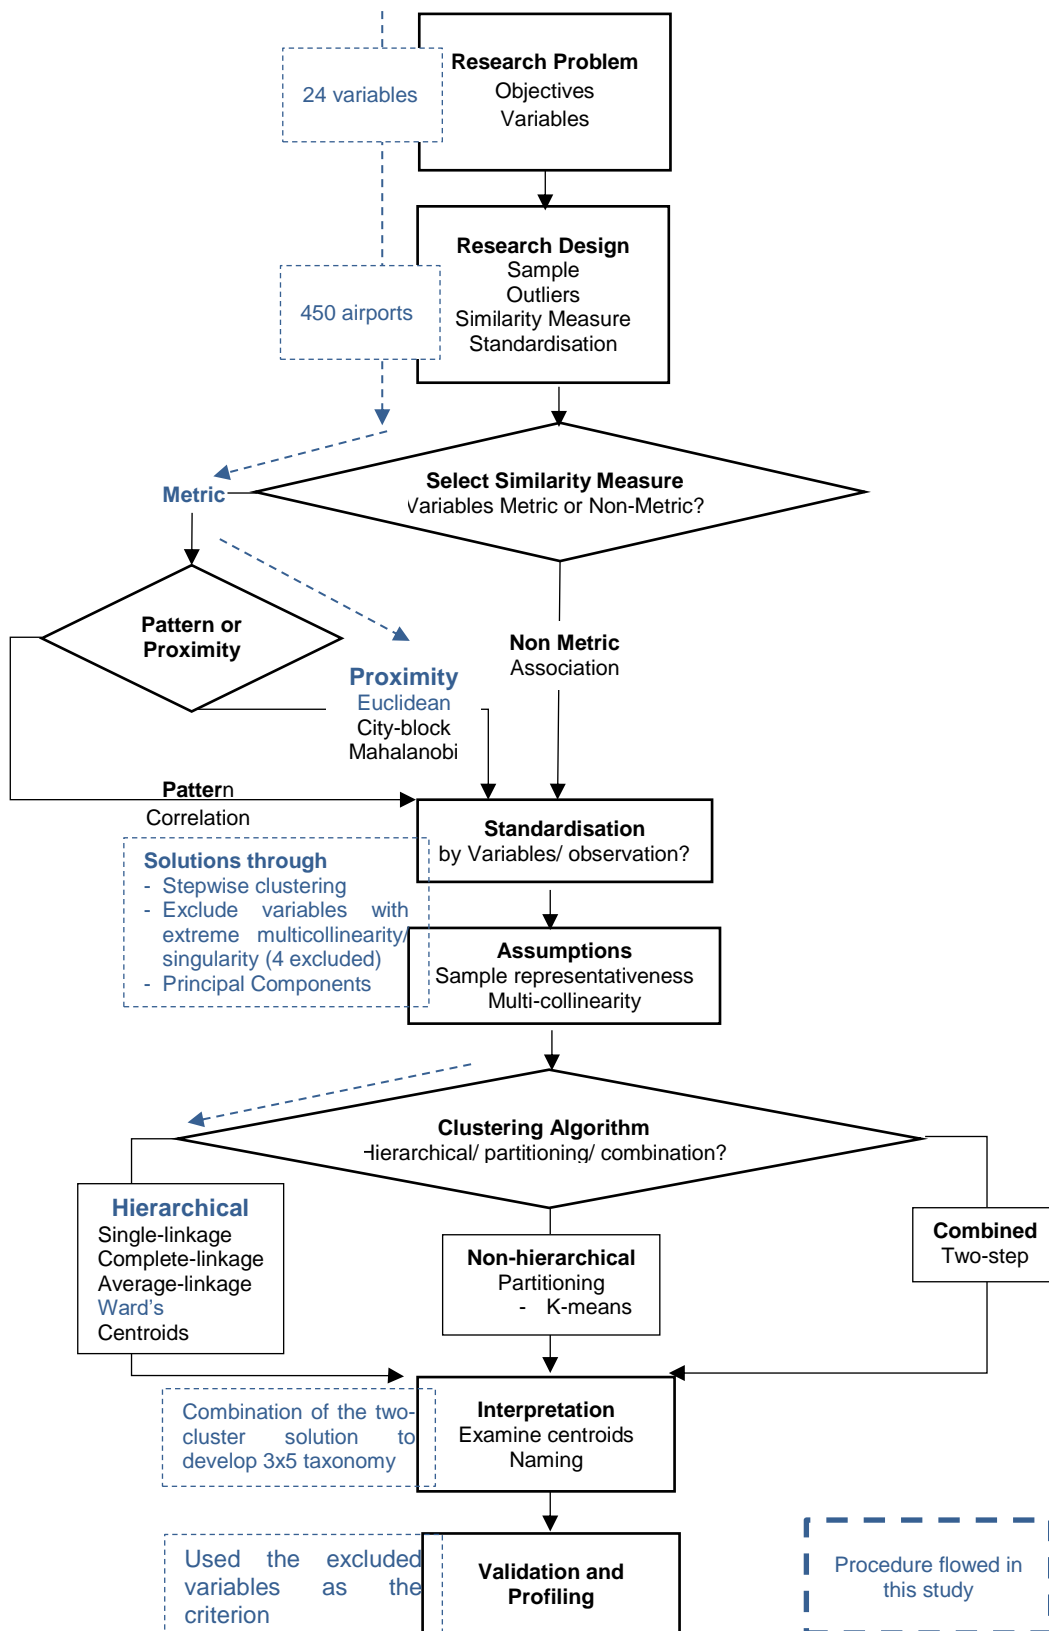 Research Problem
Objectives
Variables
24 variables
Research Design
Sample
Outliers
Similarity Measure
Standardisation
450 airports
Select Similarity Measure
Variables Metric or Non-Metric?
Metric
Pattern or
Proximity
Non Metric
Association
Proximity
Euclidean
City-block
Mahalanobi
Pattern
Correlation
Standardisation
by Variables/ observation?
Solutions through
- Stepwise clustering
- Exclude variables with
extreme multicollinearity/
singularity (4 excluded)
- Principal Components
Assumptions
Sample representativeness
Multi-collinearity
Clustering Algorithm
Hierarchical/ partitioning/ combination?
Hierarchical
Single-linkage
Complete-linkage
Average-linkage
Ward's
Centroids
Non-hierarchical
Partitioning
- K-means
Combined
Two-step
Combination of the two-
cluster solution to
develop 3x5 taxonomy
Interpretation
Examine centroids
Naming
Used the excluded
variables as the
criterion
Validation and
Profiling
Procedure flowed in
this study